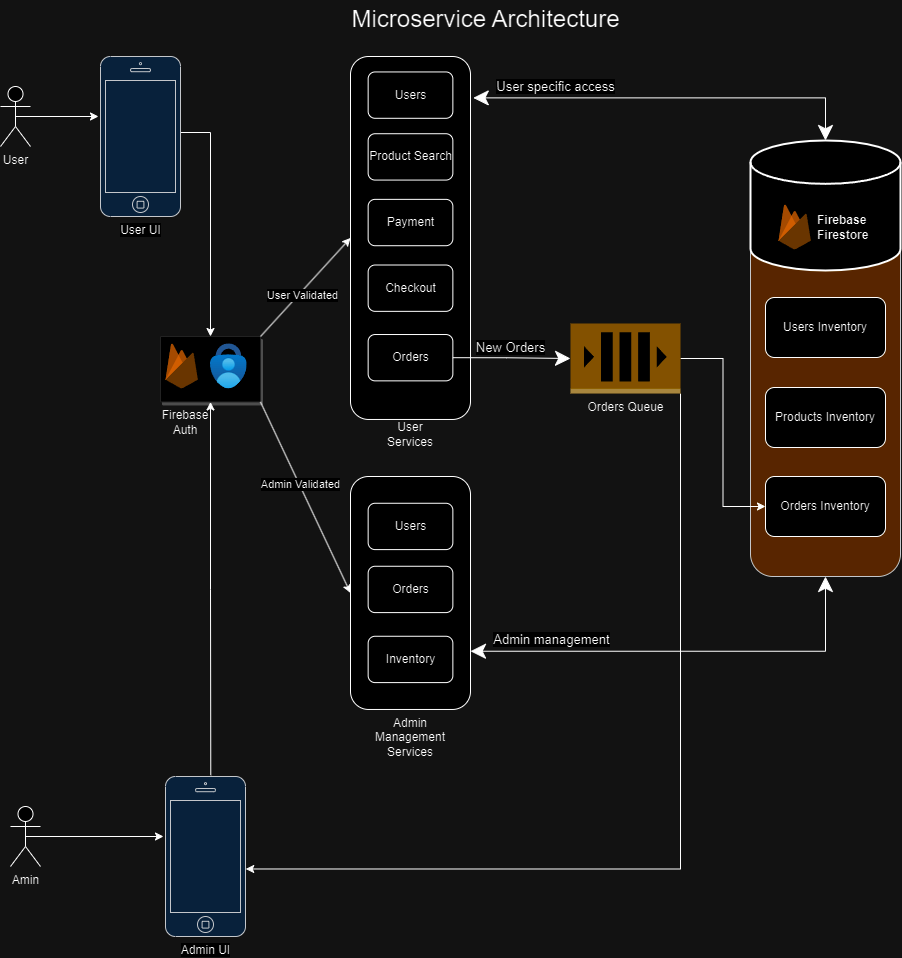 Microservice Architecture
Users
User specific access
Product Search
User
User UI
Payment
Firebase
Firestore
User Validated
Checkout
Users Inventory
New Orders
Orders
Orders Queue
Firebase
Auth
Products Inventory
User
Services
Admin Validated
Users
Orders Inventory
Orders
Admin management
Inventory
Admin
Management
Services
Amin
Admin UI